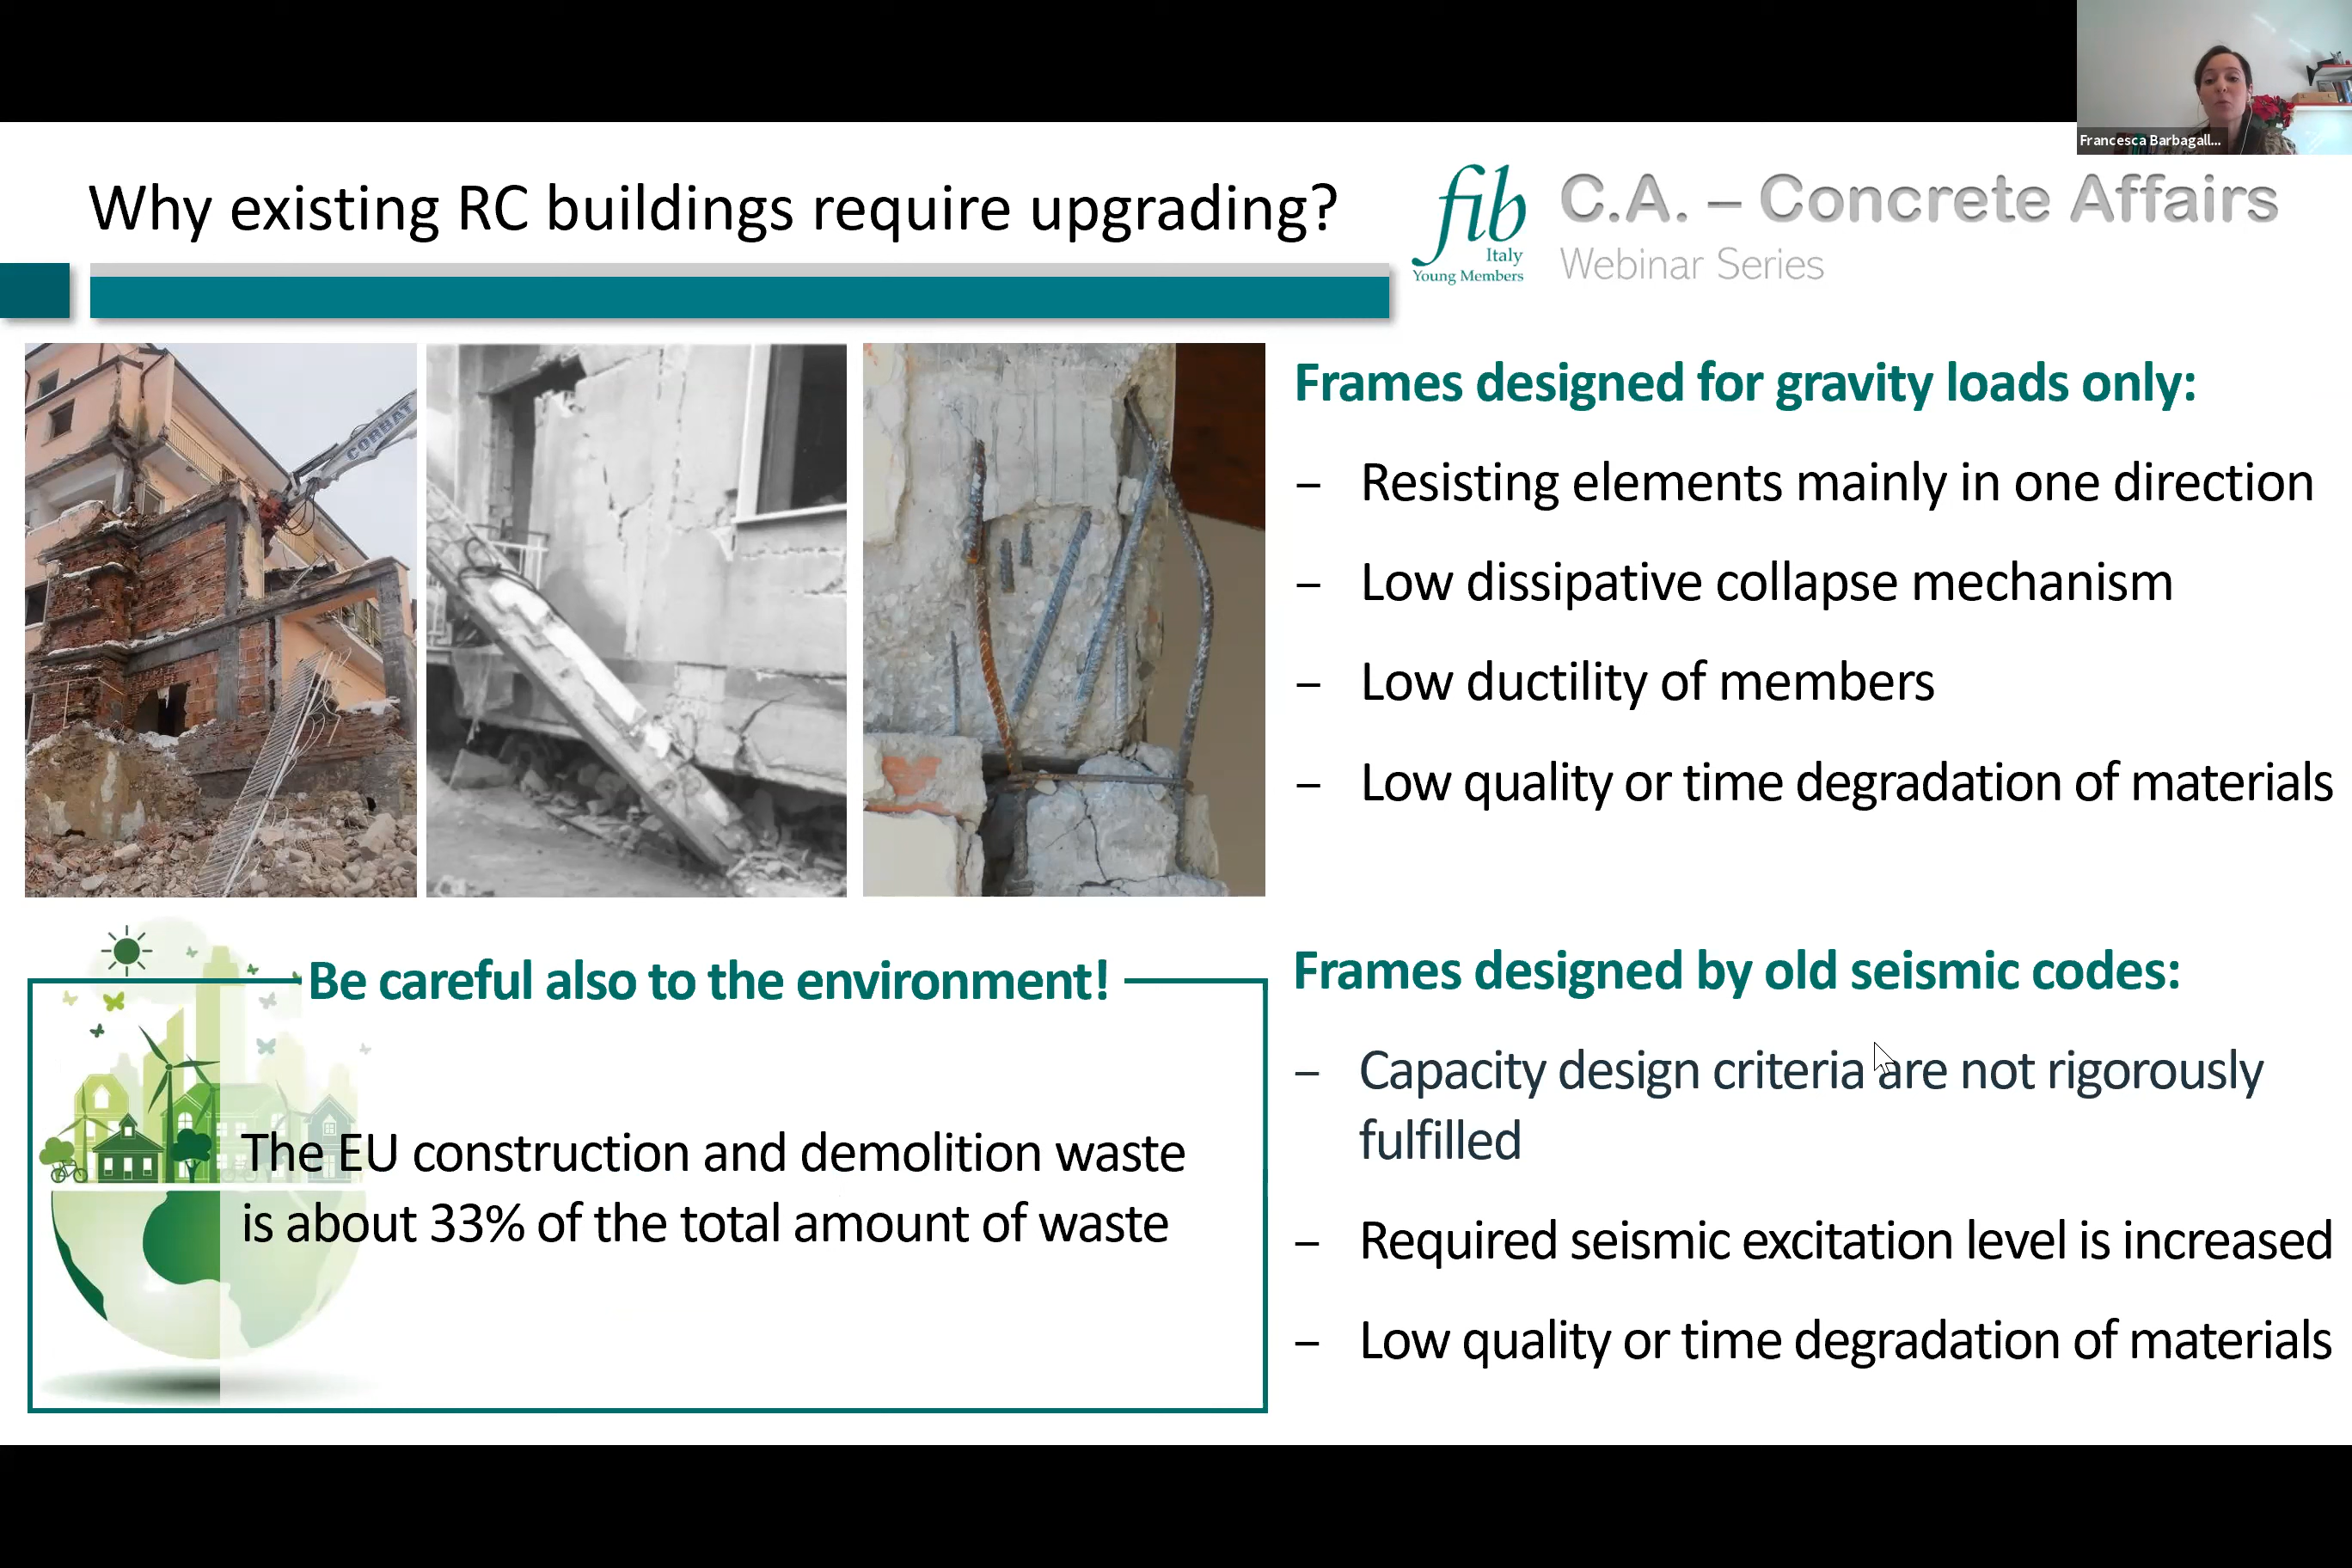 Francesca Barbagall...
Why existing RC buildings require upgrading?
fib
Italy
Young Members
C.A. – Concrete Affairs
Webinar Series
CORBAT
Frames designed for gravity loads only:
– Resisting elements mainly in one direction
– Low dissipative collapse mechanism
– Low ductility of members
– Low quality or time degradation of materials
Be careful also to the environment!
The EU construction and demolition waste
is about 33% of the total amount of waste
Frames designed by old seismic codes:
– Capacity design criteria are not rigorously
fulfilled
– Required seismic excitation level is increased
– Low quality or time degradation of materials